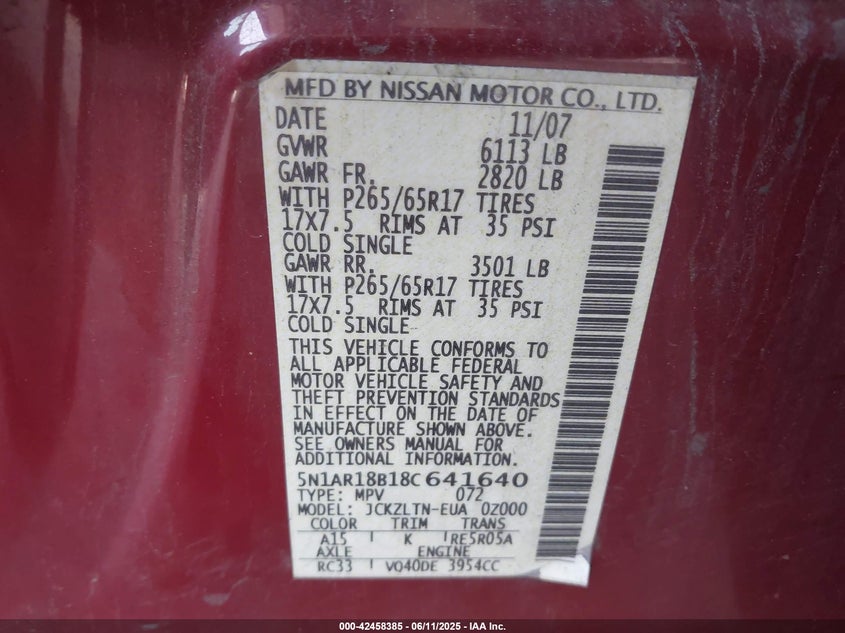 MFD BY NISSAN MOTOR CO., LTD.
DATE 11/07
GVWR 6113 LB
GAWR FR. 2820 LB
WITH P265/65R17 TIRES
17X7.5 RIMS AT 35 PSI
COLD SINGLE
GAWR RR. 3501 LB
WITH P265/65R17 TIRES
17X7.5 RIMS AT 35 PSI
COLD SINGLE
THIS VEHICLE CONFORMS TO
ALL APPLICABLE FEDERAL
MOTOR VEHICLE SAFETY AND
THEFT PREVENTION STANDARDS
IN EFFECT ON THE DATE OF
MANUFACTURE SHOWN ABOVE.
SEE OWNERS MANUAL FOR
ADDITIONAL INFORMATION.
5N1AR18B18C641640
TYPE: MPV 072
MODEL: JCKZLTN-EUA 0Z000
COLOR TRIM TRANS
A15 K RE5R05A
AXLE ENGINE
RC33 VQ40DE 3954CC
000-42458385 - 06/11/2025 - IAA Inc.